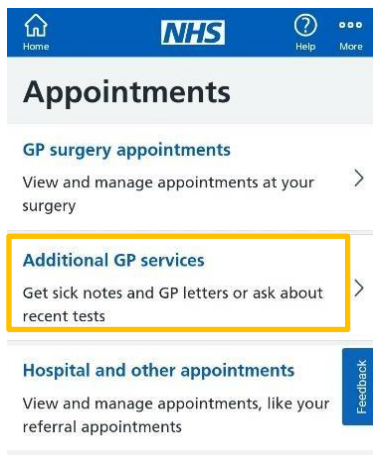 NHS
Home
Help
More
Appointments
GP surgery appointments
View and manage appointments at your
surgery
Additional GP services
Get sick notes and GP letters or ask about
recent tests
Hospital and other appointments
View and manage appointments, like your
referral appointments
Feedback